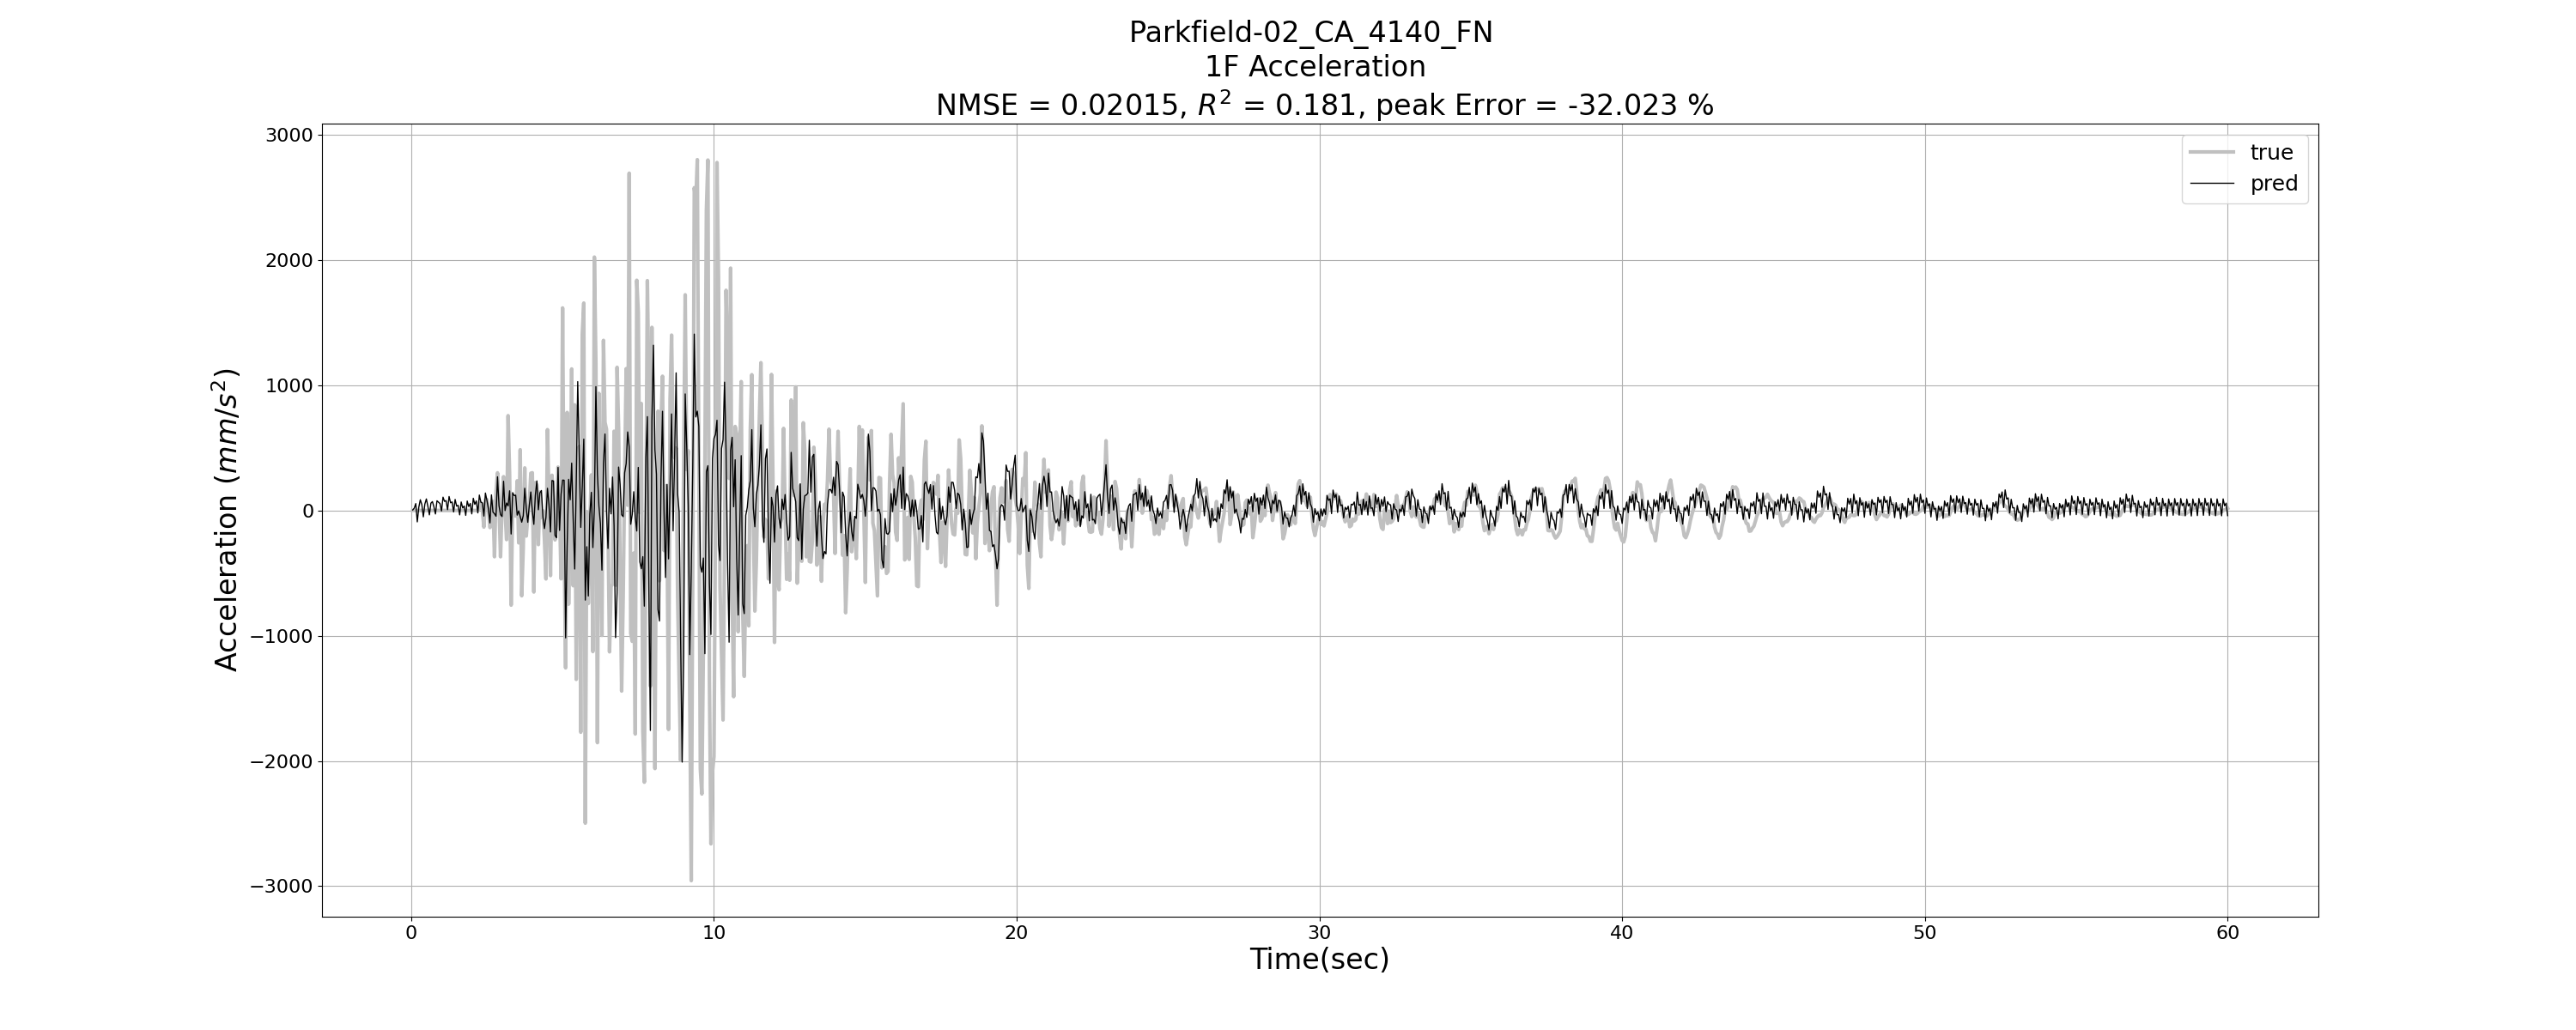 Parkfield-02_CA_4140_FN
1F Acceleration
NMSE = 0.02015, R² = 0.181, peak Error = -32.023 %
3000
2000
1000
0
−1000
−2000
−3000
Acceleration (mm/s²)
true
pred
0
10
20
30
40
50
60
Time(sec)